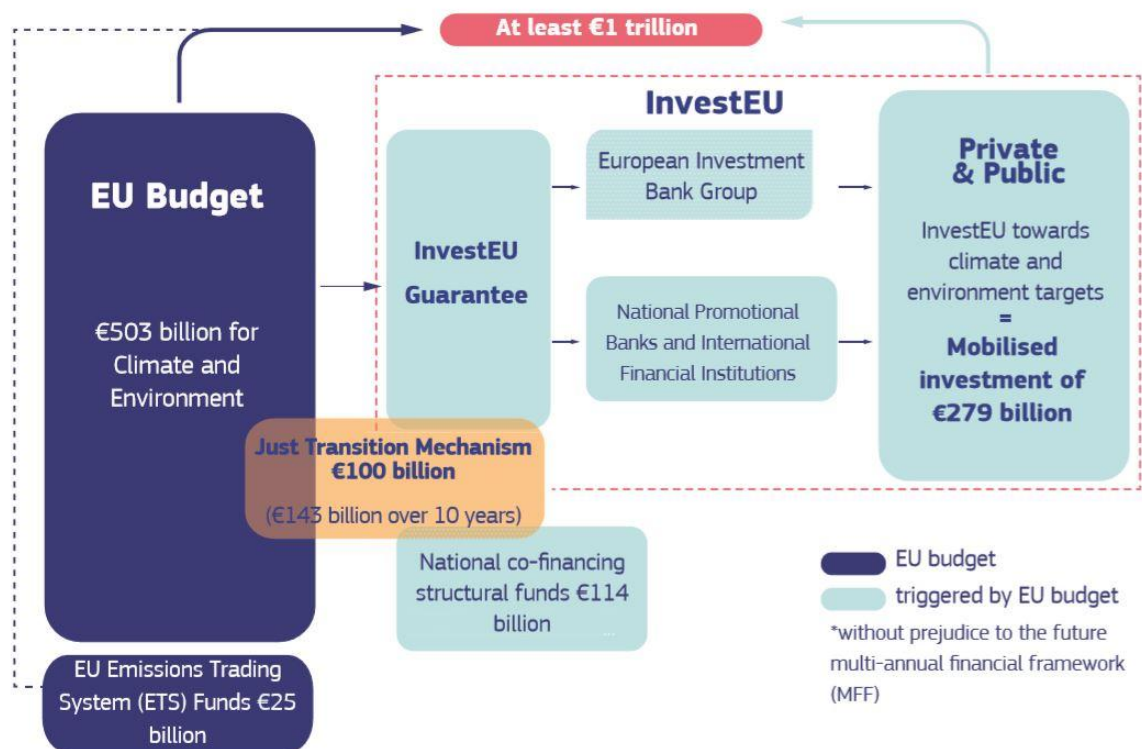 At least €1 trillion
EU Budget
€503 billion for
Climate and
Environment
InvestEU
InvestEU
Guarantee
European Investment
Bank Group
National Promotional
Banks and International
Financial Institutions
Private
& Public
InvestEU towards
climate and
environment targets
=
Mobilised
investment of
€279 billion
Just Transition Mechanism
€100 billion
(€143 billion over 10 years)
National co-financing
structural funds €114
billion
...
EU Emissions Trading
System (ETS) Funds €25
billion
EU budget
triggered by EU budget
*without prejudice to the future
multi-annual financial framework
(MFF)